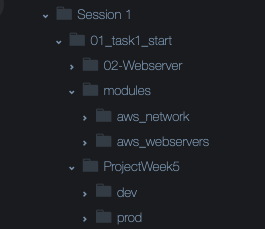 Session 1
01_task1_start
02-Webserver
modules
aws_network
aws_webservers
ProjectWeek5
dev
prod